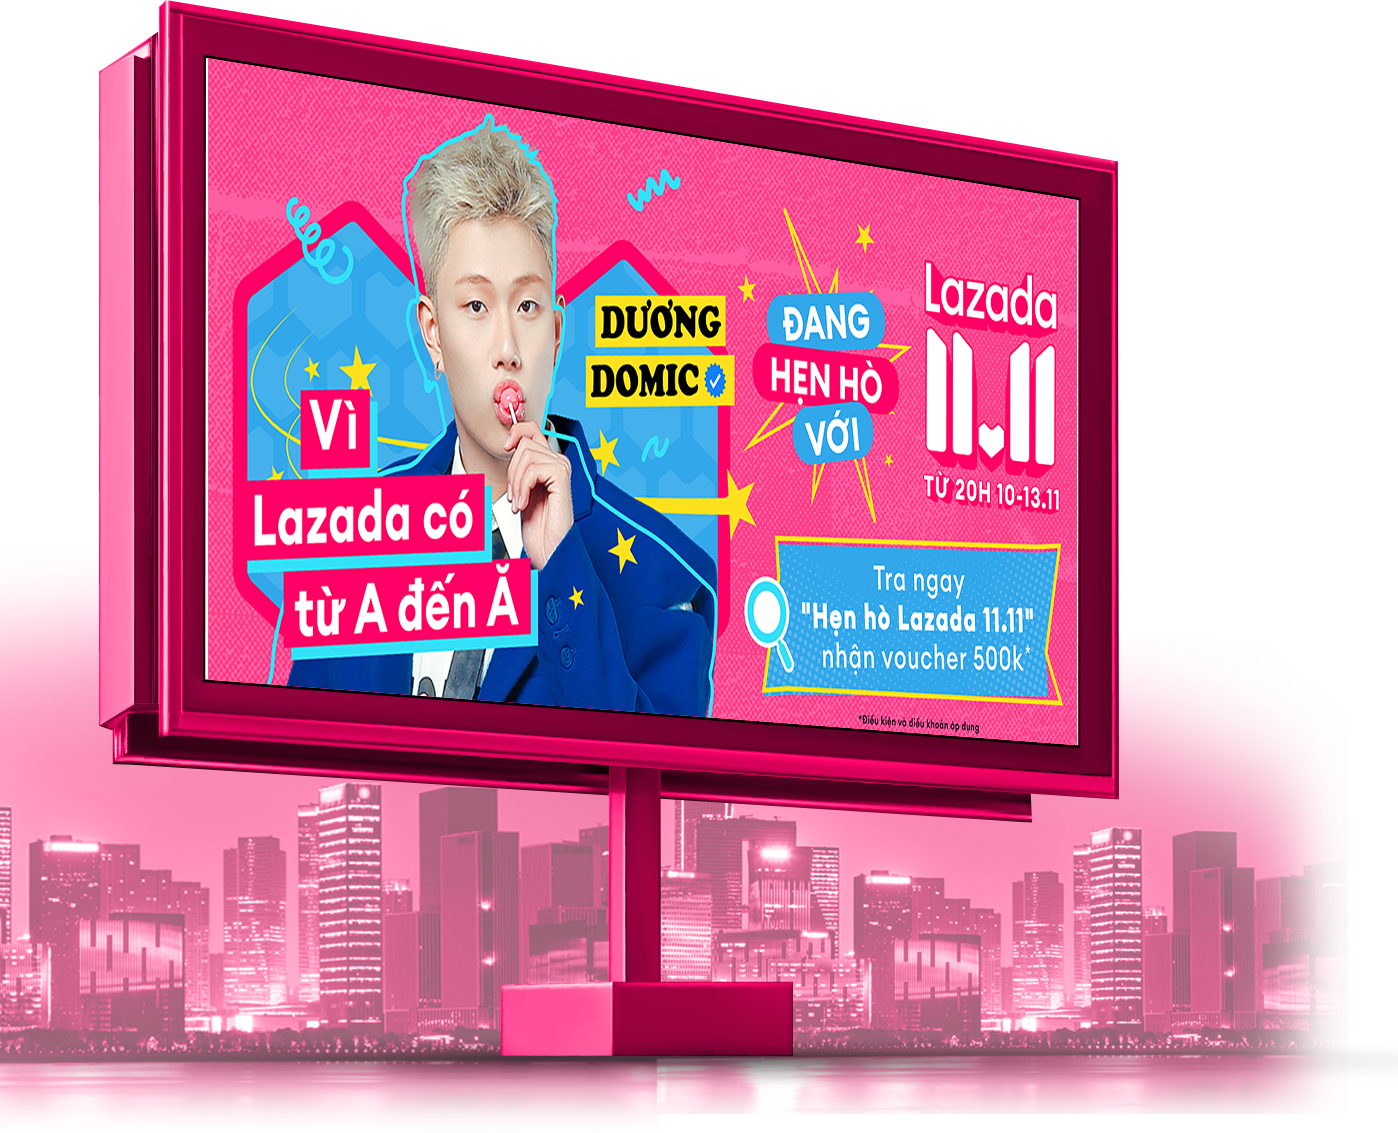 Vì
Lazada có
từ A đến Ă
DƯƠNG
DOMIC
ĐANG
HẸN HÒ
VỚI
Lazada
11.11
TỪ 20H 10-13.11
Tra ngay
"Hẹn hò Lazada 11.11"
nhận voucher 500k*
*Điều kiện và điều khoản áp dụng